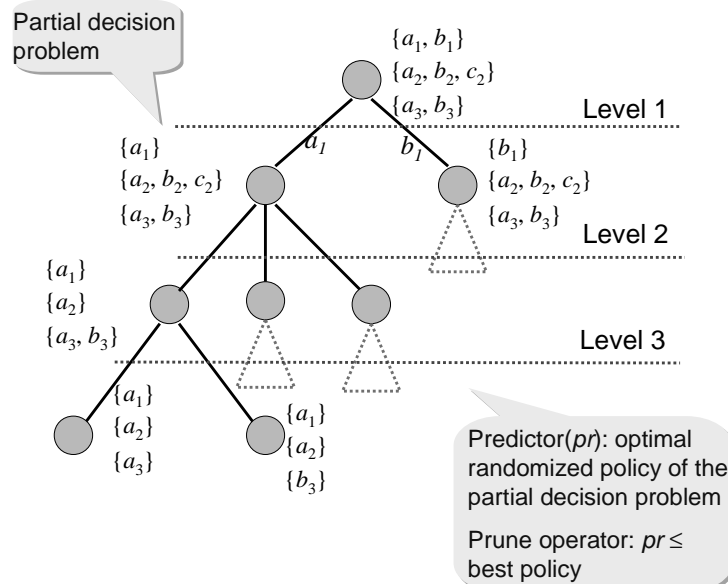 Partial decision
problem
{a₁, b₁}
{a₂, b₂, c₂}
{a₃, b₃}
Level 1
a₁
b₁
{a₁}
{a₂, b₂, c₂}
{a₃, b₃}
{b₁}
{a₂, b₂, c₂}
{a₃, b₃}
Level 2
{a₁}
{a₂}
{a₃, b₃}
Level 3
{a₁}
{a₂}
{a₃}
{a₁}
{a₂}
{b₃}
Predictor(pr): optimal
randomized policy of the
partial decision problem
Prune operator: pr ≤
best policy